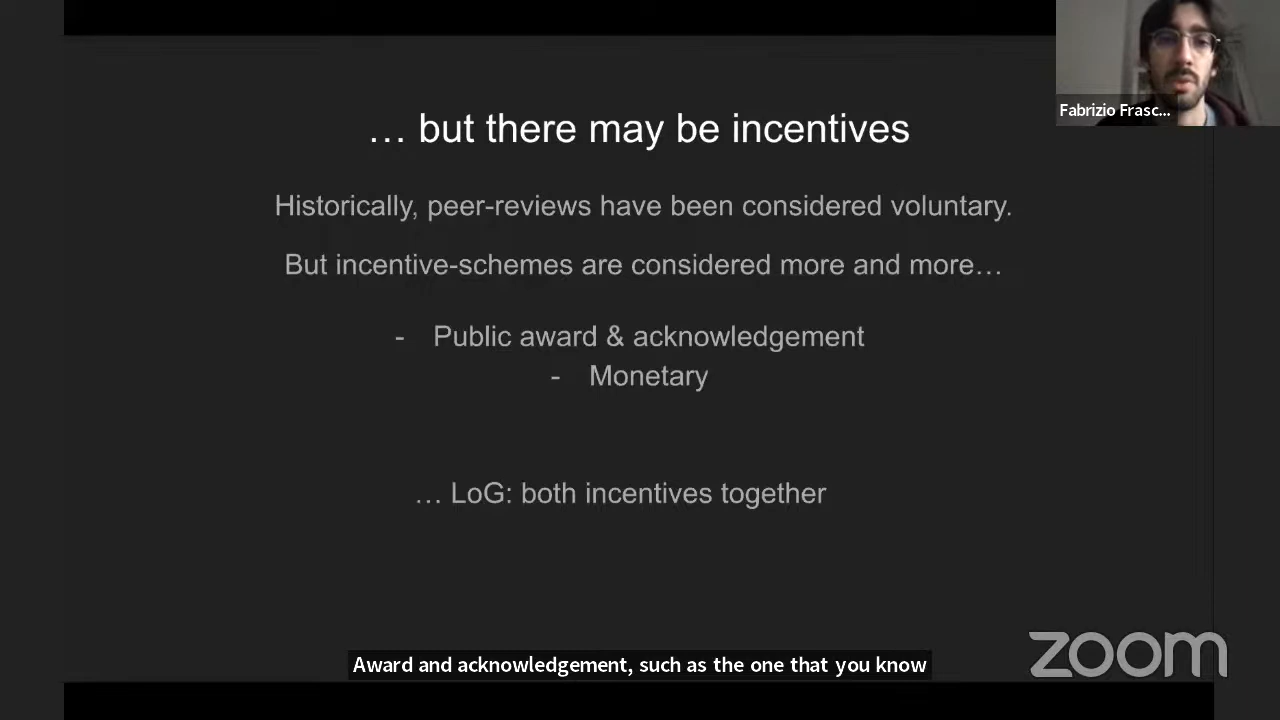 … but there may be incentives
Fabrizio Frasc...
Historically, peer-reviews have been considered voluntary.
But incentive-schemes are considered more and more…
- Public award & acknowledgement
- Monetary
… LoG: both incentives together
Award and acknowledgement, such as the one that you know
zoom